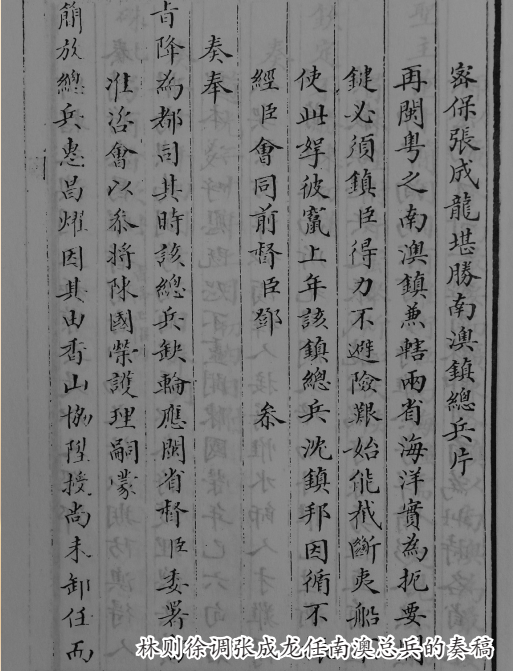 密保張成龍堪勝南澳鎮總兵片
再閩粤之南澳鎮兼轄兩省海洋實為扼要
鍵必須鎮臣得力不避險艱始能截斷夷船
使此拏彼竄上年該鎮總兵沈鎮邦因循不
經臣會同前督臣鄧 叅
奏奉
旨降為都司其時該總兵缺輪應閩省督臣委署
准咨會以叅將陳國榮護理嗣蒙
簡放總兵惠昌燿因其由香山協陞授尚未卸任而
林则徐调张成龙任南澳总兵的奏稿